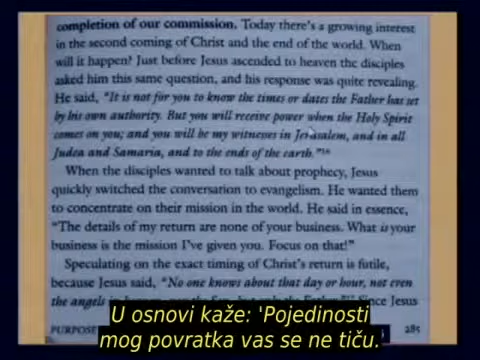 completion of our commission. Today there's a growing interest
in the second coming of Christ and the end of the world. When
will it happen? Just before Jesus ascended to heaven the disciples
asked him this same question, and his response was quite revealing.
He said, "It is not for you to know the times or dates the Father has set
by his own authority. But you will receive power when the Holy Spirit
comes on you; and you will be my witnesses in Jerusalem, and in all
Judea and Samaria, and to the ends of the earth."
When the disciples wanted to talk about prophecy, Jesus
quickly switched the conversation to evangelism. He wanted them
to concentrate on their mission in the world. He said in essence,
"The details of my return are none of your business. What is your
business is the mission I've given you. Focus on that!"
Speculating on the exact timing of Christ's return is futile,
because Jesus said, "No one knows about that day or hour, not even
the angels Since Jesus
U osnovi kaže: 'Pojedinosti
mog povratka vas se ne tiču.
PURPOSE 285